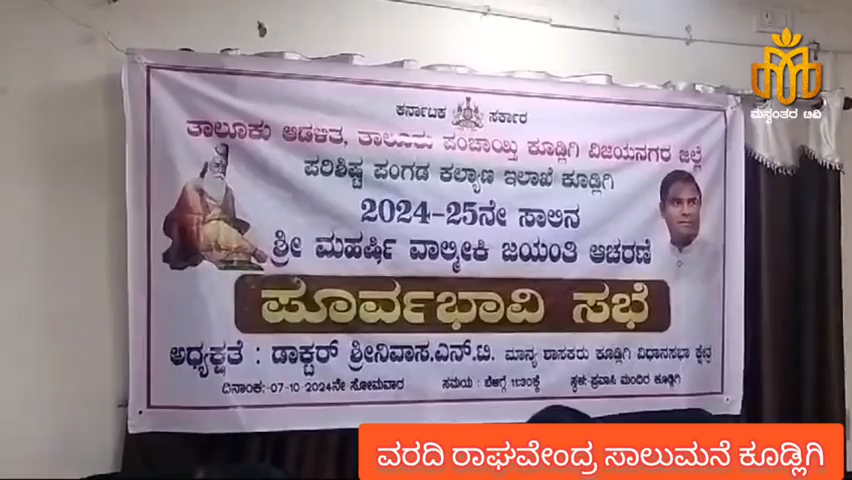 ಮನ್ವಂತರ ಟಿವಿ
ಕರ್ನಾಟಕ ಸರ್ಕಾರ
ತಾಲೂಕು ಆಡಳಿತ, ತಾಲೂಕು ಪಂಚಾಯ್ತಿ ಕೂಡ್ಲಿಗಿ ವಿಜಯನಗರ ಜಿಲ್ಲೆ
ಪರಿಶಿಷ್ಟ ಪಂಗಡ ಕಲ್ಯಾಣ ಇಲಾಖೆ ಕೂಡ್ಲಿಗಿ
2024-25ನೇ ಸಾಲಿನ
ಶ್ರೀ ಮಹರ್ಷಿ ವಾಲ್ಮೀಕಿ ಜಯಂತಿ ಆಚರಣೆ
ಪೂರ್ವಭಾವಿ ಸಭೆ
ಅಧ್ಯಕ್ಷತೆ : ಡಾಕ್ಟರ್ ಶ್ರೀನಿವಾಸ.ಎನ್.ಟಿ. ಮಾನ್ಯ ಶಾಸಕರು ಕೂಡ್ಲಿಗಿ ವಿಧಾನಸಭಾ ಕ್ಷೇತ್ರ
ದಿನಾಂಕ:-07-10 2024ನೇ ಸೋಮವಾರ ಸಮಯ : ಬೆಳಗ್ಗೆ 11:30ಕ್ಕೆ ಸ್ಥಳ: ಪ್ರವಾಸಿ ಮಂದಿರ ಕೂಡ್ಲಿಗಿ
ವರದಿ ರಾಘವೇಂದ್ರ ಸಾಲುಮನೆ ಕೂಡ್ಲಿಗಿ